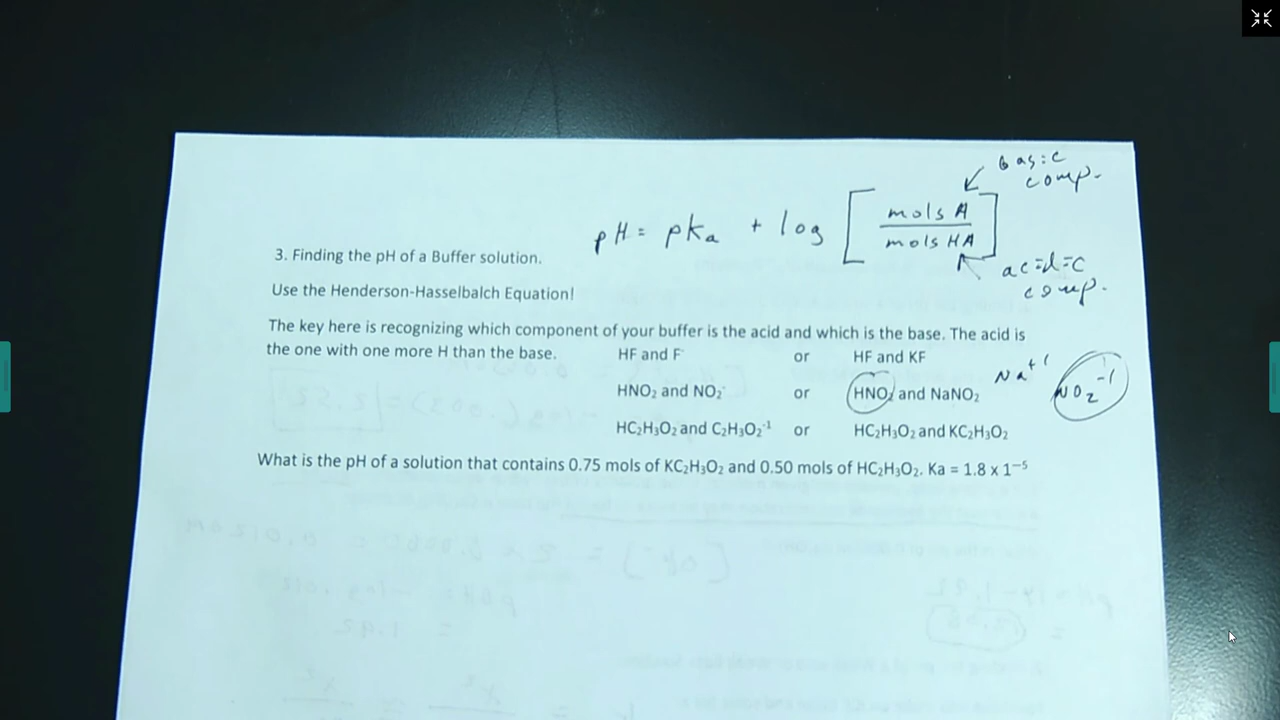 basic
comp.
pH = pKa + log [mols A / mols HA]
acidic
comp.
3. Finding the pH of a Buffer solution.
Use the Henderson-Hasselbalch Equation!
The key here is recognizing which component of your buffer is the acid and which is the base. The acid is
the one with one more H than the base. HF and F⁻ or HF and KF
HNO₂ and NO₂⁻ or HNO₂ and NaNO₂ Na⁺¹ NO₂⁻¹
HC₂H₃O₂ and C₂H₃O₂⁻¹ or HC₂H₃O₂ and KC₂H₃O₂
What is the pH of a solution that contains 0.75 mols of KC₂H₃O₂ and 0.50 mols of HC₂H₃O₂. Ka = 1.8 x 1⁻⁵